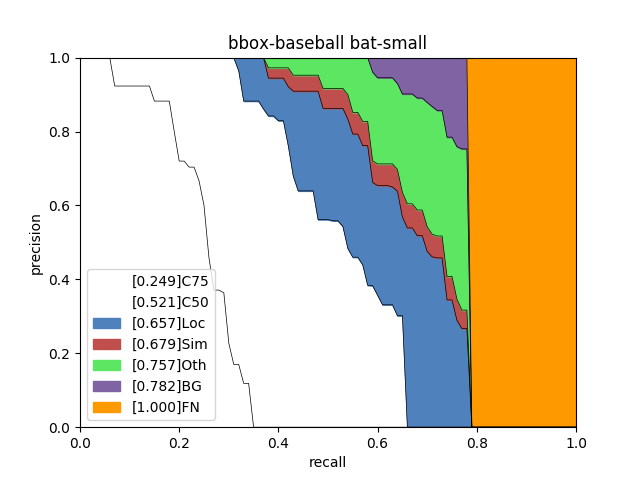 bbox-baseball bat-small
precision
1.0
0.8
0.6
0.4
0.2
0.0
[0.249]C75
[0.521]C50
[0.657]Loc
[0.679]Sim
[0.757]Oth
[0.782]BG
[1.000]FN
0.0 0.2 0.4 0.6 0.8 1.0
recall